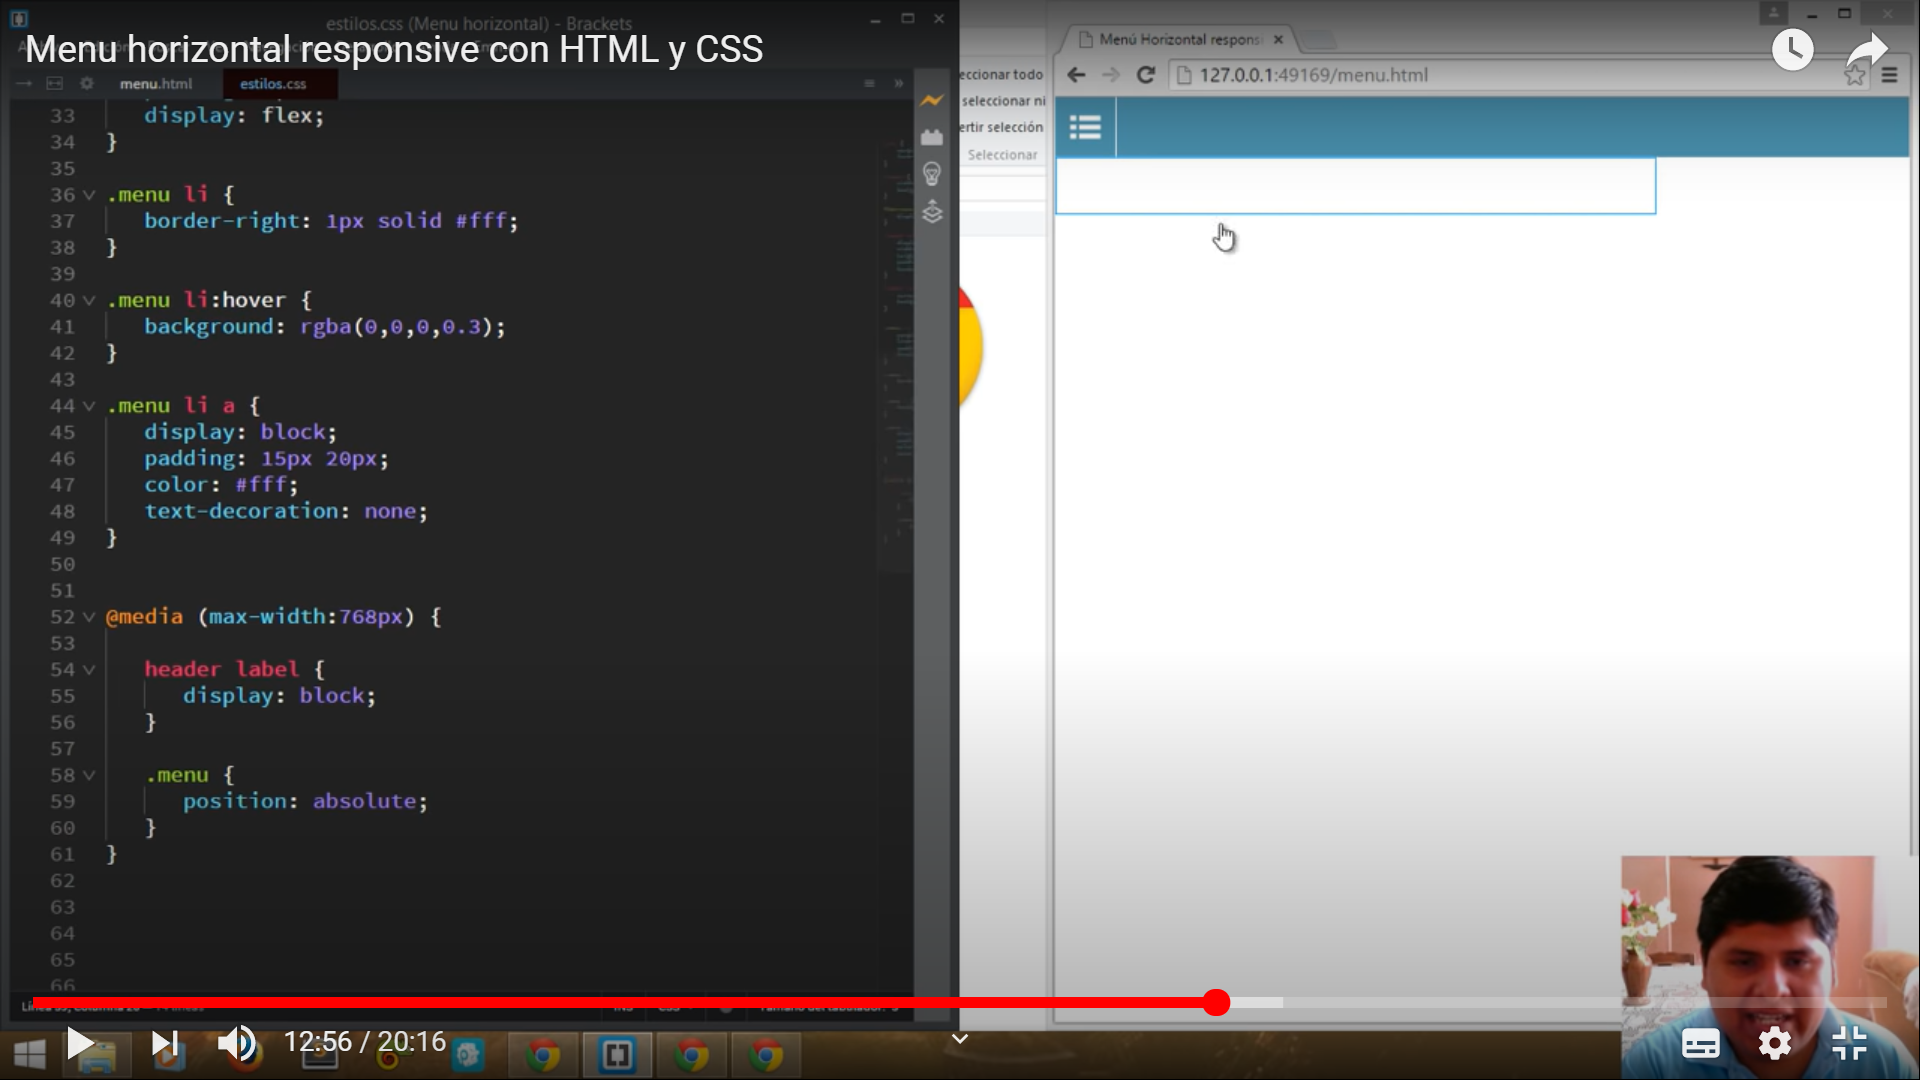 estilos.css (Menu horizontal) - Brackets
Menu horizontal responsive con HTML y CSS
menu.html
estilos.css
33 display: flex;
34 }
35
36 .menu li {
37 border-right: 1px solid #fff;
38 }
39
40 .menu li:hover {
41 background: rgba(0,0,0,0.3);
42 }
43
44 .menu li a {
45 display: block;
46 padding: 15px 20px;
47 color: #fff;
48 text-decoration: none;
49 }
50
51
52 @media (max-width:768px) {
53
54 header label {
55 display: block;
56 }
57
58 .menu {
59 position: absolute;
60 }
61 }
62
63
64
65
66
eccionar todo
seleccionar ni
ertir selección
Seleccionar
Menú Horizontal respons
127.0.0.1:49169/menu.html
12:56 / 20:16